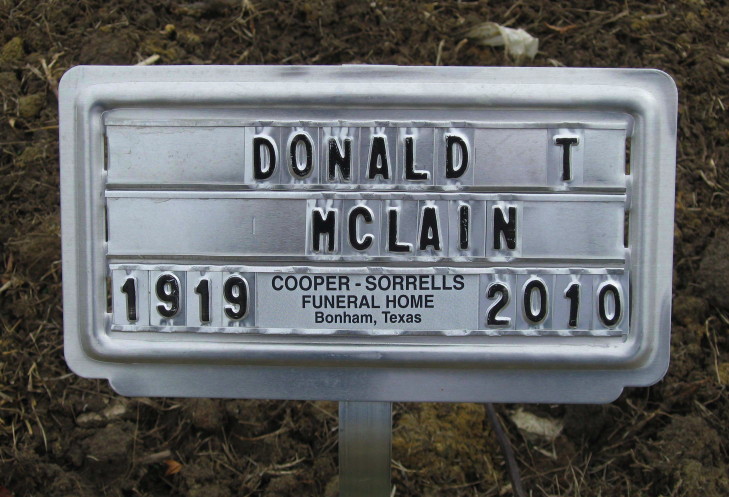 DONALD T
MCLAIN
1919 COOPER - SORRELLS 2010
FUNERAL HOME
Bonham, Texas